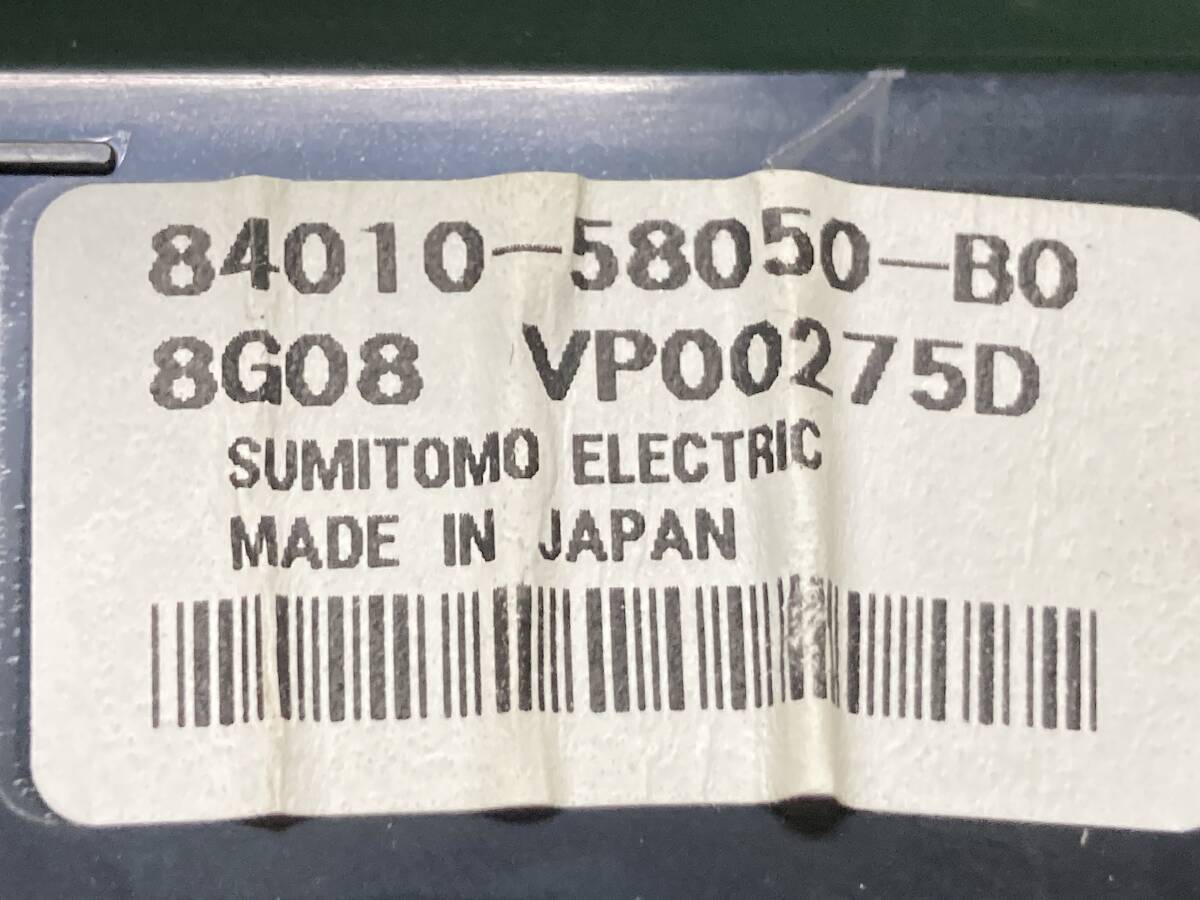 84010-58050-B0
8G08 VP00275D
SUMITOMO ELECTRIC
MADE IN JAPAN